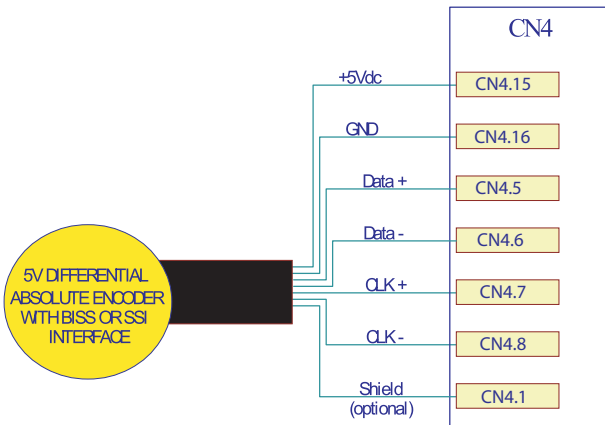 CN4
+5Vdc
CN4.15
GND
CN4.16
Data +
CN4.5
Data -
CN4.6
5V DIFFERENTIAL
ABSOLUTE ENCODER
WITH BISS OR SSI
INTERFACE
CLK +
CN4.7
CLK -
CN4.8
Shield
(optional)
CN4.1